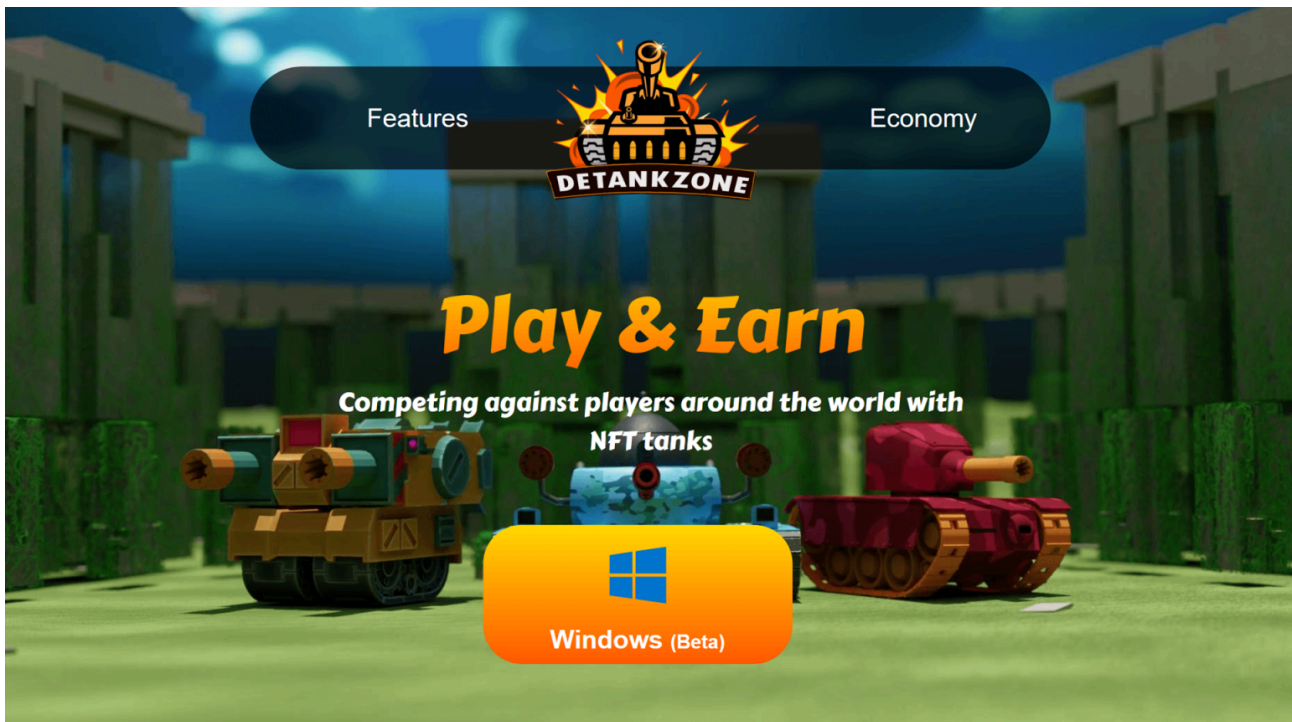 Features
Economy
DETANKZONE
Play & Earn
Competing against players around the world with
NFT tanks
Windows (Beta)